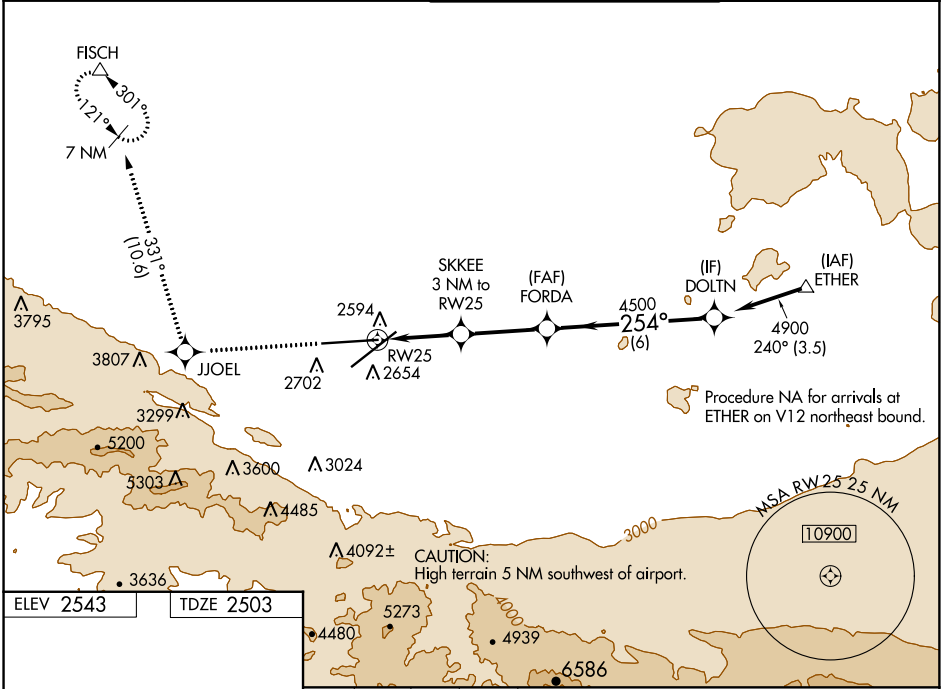 FISCH
301°
121°
7 NM
331°
(10.6)
SKKEE
3 NM to
RW25
(FAF)
FORDA
(IF)
DOLTN
(IAF)
ETHER
4500
254°
(6)
4900
240° (3.5)
2594
RW25
2654
2702
JJOEL
3795
3807
3299
5200
5303
3600
3024
4485
4092±
3636
Procedure NA for arrivals at
ETHER on V12 northeast bound.
3000
MSA RW25 25 NM
10900
CAUTION:
High terrain 5 NM southwest of airport.
4000
ELEV 2543
TDZE 2503
4480
5273
4939
6586